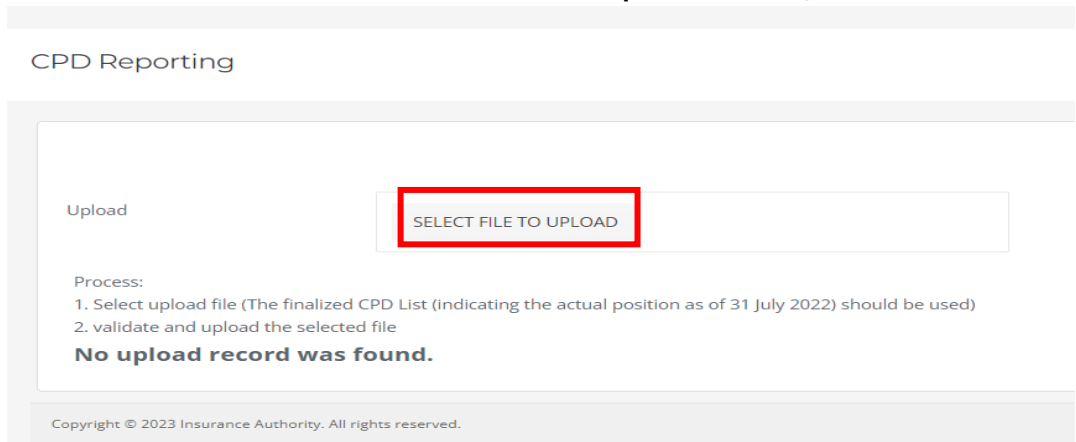 CPD Reporting
Upload
SELECT FILE TO UPLOAD
Process:
1. Select upload file (The finalized CPD List (indicating the actual position as of 31 July 2022) should be used)
2. validate and upload the selected file
No upload record was found.
Copyright © 2023 Insurance Authority. All rights reserved.